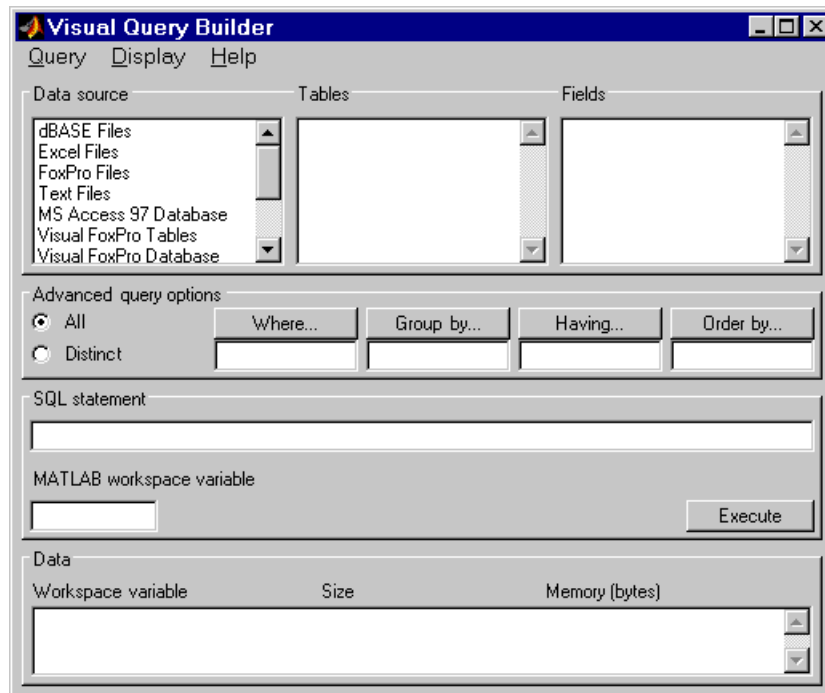 Visual Query Builder
Query Display Help
Data source Tables Fields
dBASE Files
Excel Files
FoxPro Files
Text Files
MS Access 97 Database
Visual FoxPro Tables
Visual FoxPro Database
Advanced query options
All Where... Group by... Having... Order by...
Distinct
SQL statement
MATLAB workspace variable
Execute
Data
Workspace variable Size Memory (bytes)